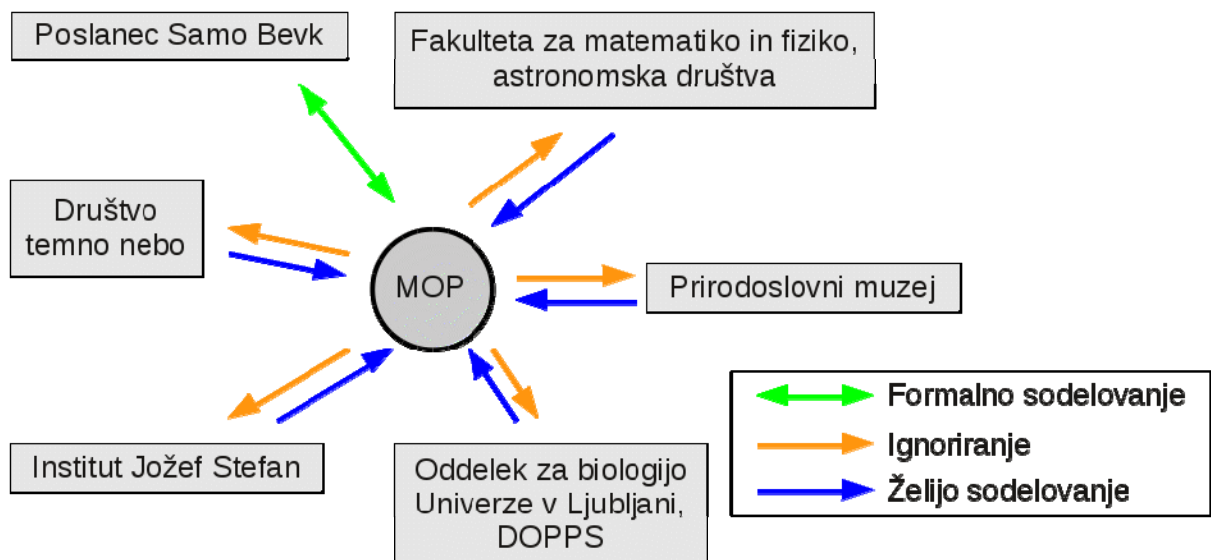 Poslanec Samo Bevk
Fakulteta za matematiko in fiziko,
astronomska društva
Društvo
temno nebo
MOP
Prirodoslovni muzej
Institut Jožef Stefan
Oddelek za biologijo
Univerze v Ljubljani,
DOPPS
Formalno sodelovanje
Ignoriranje
Želijo sodelovanje